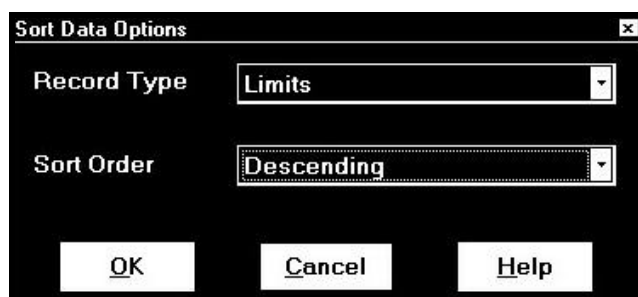 Sort Data Options
Record Type Limits
Sort Order Descending
OK Cancel Help